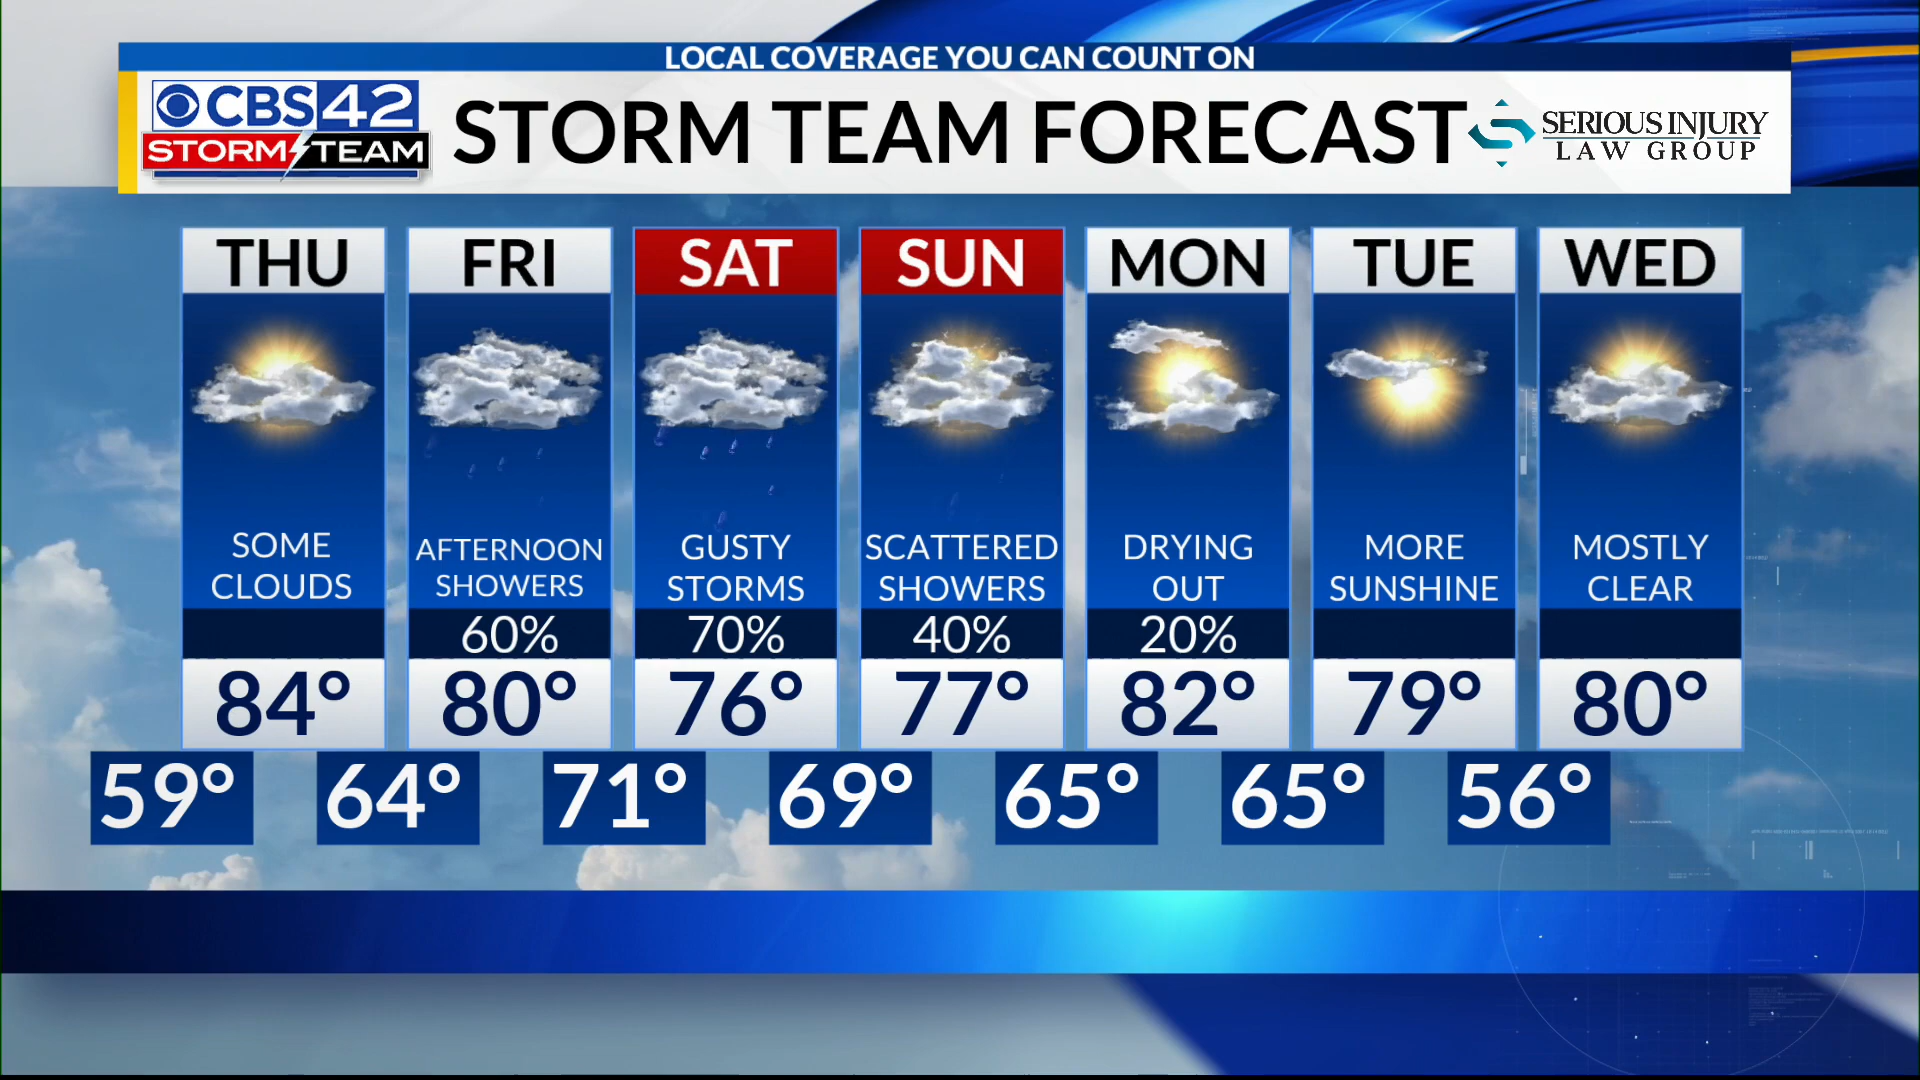 LOCAL COVERAGE YOU CAN COUNT ON
CBS 42
STORM TEAM
STORM TEAM FORECAST
SERIOUS INJURY
LAW GROUP
THU FRI SAT SUN MON TUE WED
SOME CLOUDS
AFTERNOON SHOWERS
GUSTY STORMS
SCATTERED SHOWERS
DRYING OUT
MORE SUNSHINE
MOSTLY CLEAR
60% 70% 40% 20%
84° 80° 76° 77° 82° 79° 80°
59° 64° 71° 69° 65° 65° 56°